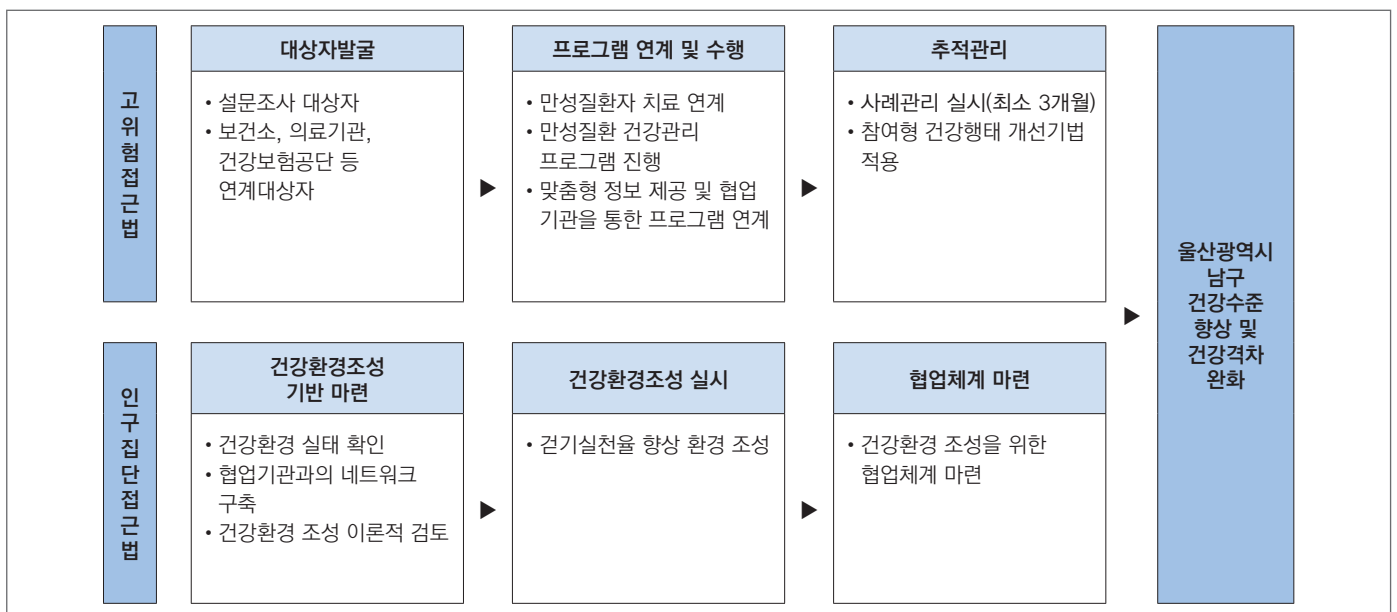 고위험접근법
대상자발굴
• 설문조사 대상자
• 보건소, 의료기관,
건강보험공단 등
연계대상자
▶
프로그램 연계 및 수행
• 만성질환자 치료 연계
• 만성질환 건강관리
프로그램 진행
• 맞춤형 정보 제공 및 협업
기관을 통한 프로그램 연계
▶
추적관리
• 사례관리 실시(최소 3개월)
• 참여형 건강행태 개선기법
적용
인구집단접근법
건강환경조성
기반 마련
• 건강환경 실태 확인
• 협업기관과의 네트워크
구축
• 건강환경 조성 이론적 검토
▶
건강환경조성 실시
• 걷기실천율 향상 환경 조성
▶
협업체계 마련
• 건강환경 조성을 위한
협업체계 마련
▶
울산광역시
남구
건강수준
향상 및
건강격차
완화